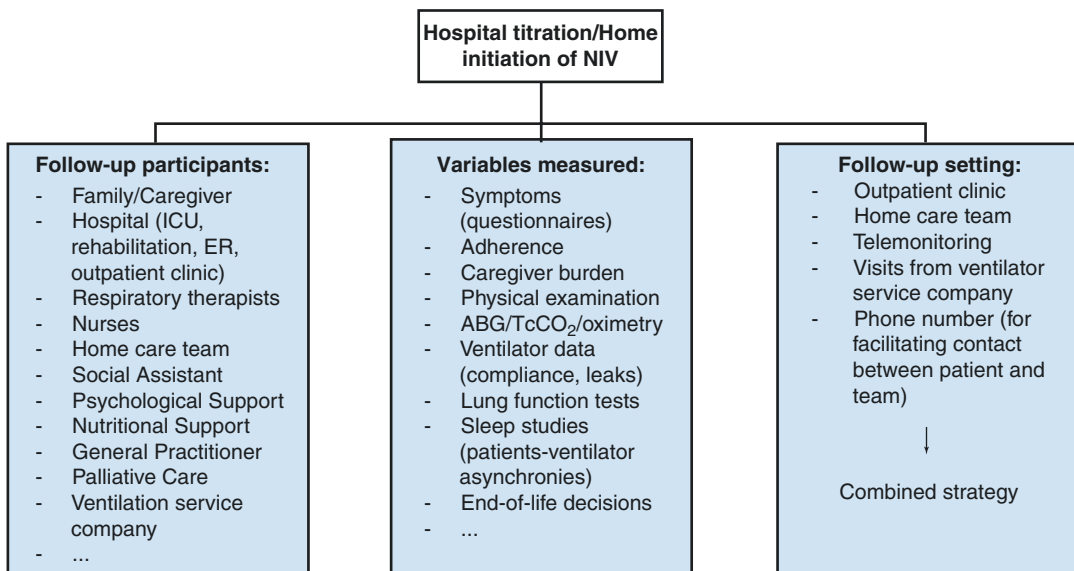 Hospital titration/Home
initiation of NIV
Follow-up participants:
- Family/Caregiver
- Hospital (ICU,
rehabilitation, ER,
outpatient clinic)
- Respiratory therapists
- Nurses
- Home care team
- Social Assistant
- Psychological Support
- Nutritional Support
- General Practitioner
- Palliative Care
- Ventilation service
company
- ...
Variables measured:
- Symptoms
(questionnaires)
- Adherence
- Caregiver burden
- Physical examination
- ABG/TcCO₂/oximetry
- Ventilator data
(compliance, leaks)
- Lung function tests
- Sleep studies
(patients-ventilator
asynchronies)
- End-of-life decisions
- ...
Follow-up setting:
- Outpatient clinic
- Home care team
- Telemonitoring
- Visits from ventilator
service company
- Phone number (for
facilitating contact
between patient and
team)
Combined strategy